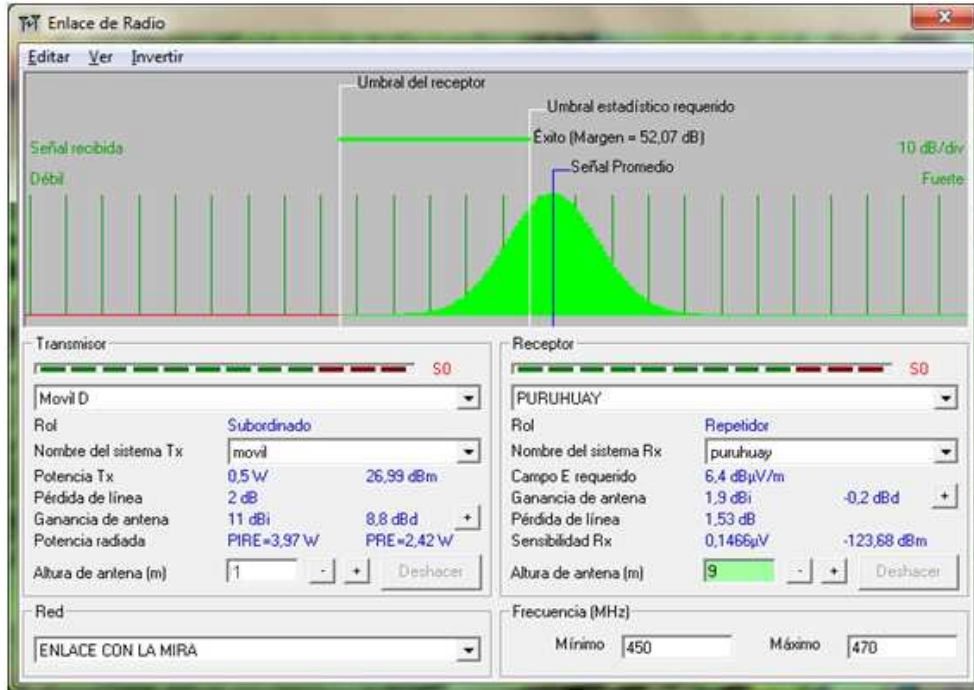 Enlace de Radio
Editar Ver Invertir
Umbral del receptor
Umbral estadístico requerido
Éxito (Margen = 52,07 dB)
Señal recibida
10 dB/div
Señal Promedio
Débil
Fuerte
Transmisor
S0
Movil D
Rol Subordinado
Nombre del sistema Tx movil
Potencia Tx 0,5 W 26,99 dBm
Pérdida de línea 2 dB
Ganancia de antena 11 dBi 8,8 dBd +
Potencia radiada PIRE=3,97 W PRE=2,42 W
Altura de antena (m) 1 - + Deshacer
Red
ENLACE CON LA MIRA
Receptor
S0
PURUHUAY
Rol Repetidor
Nombre del sistema Rx puruhuay
Campo E requerido 6,4 dBµV/m
Ganancia de antena 1,9 dBi -0,2 dBd +
Pérdida de línea 1,53 dB
Sensibilidad Rx 0,1466µV -123,68 dBm
Altura de antena (m) 9 - + Deshacer
Frecuencia (MHz)
Mínimo 450 Máximo 470